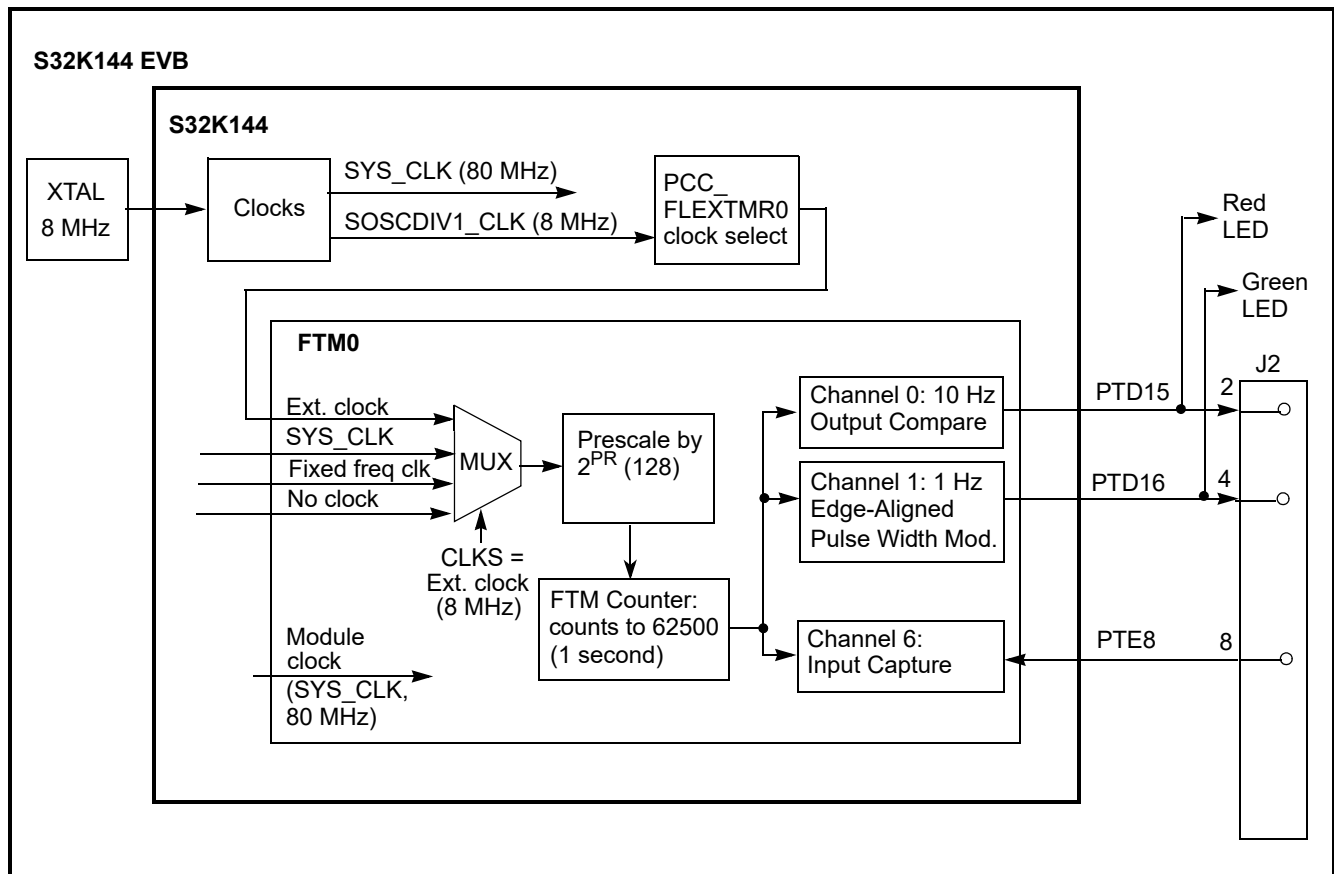 S32K144 EVB
S32K144
XTAL
8 MHz
Clocks
SYS_CLK (80 MHz)
SOSCDIV1_CLK (8 MHz)
PCC_
FLEXTMR0
clock select
Red
LED
Green
LED
FTM0
J2
Ext. clock
SYS_CLK
Fixed freq clk
No clock
MUX
Prescale by
2^PR (128)
Channel 0: 10 Hz
Output Compare
PTD15
2
Channel 1: 1 Hz
Edge-Aligned
Pulse Width Mod.
PTD16
4
CLKS =
Ext. clock
(8 MHz)
FTM Counter:
counts to 62500
(1 second)
Channel 6:
Input Capture
PTE8
8
Module
clock
(SYS_CLK,
80 MHz)